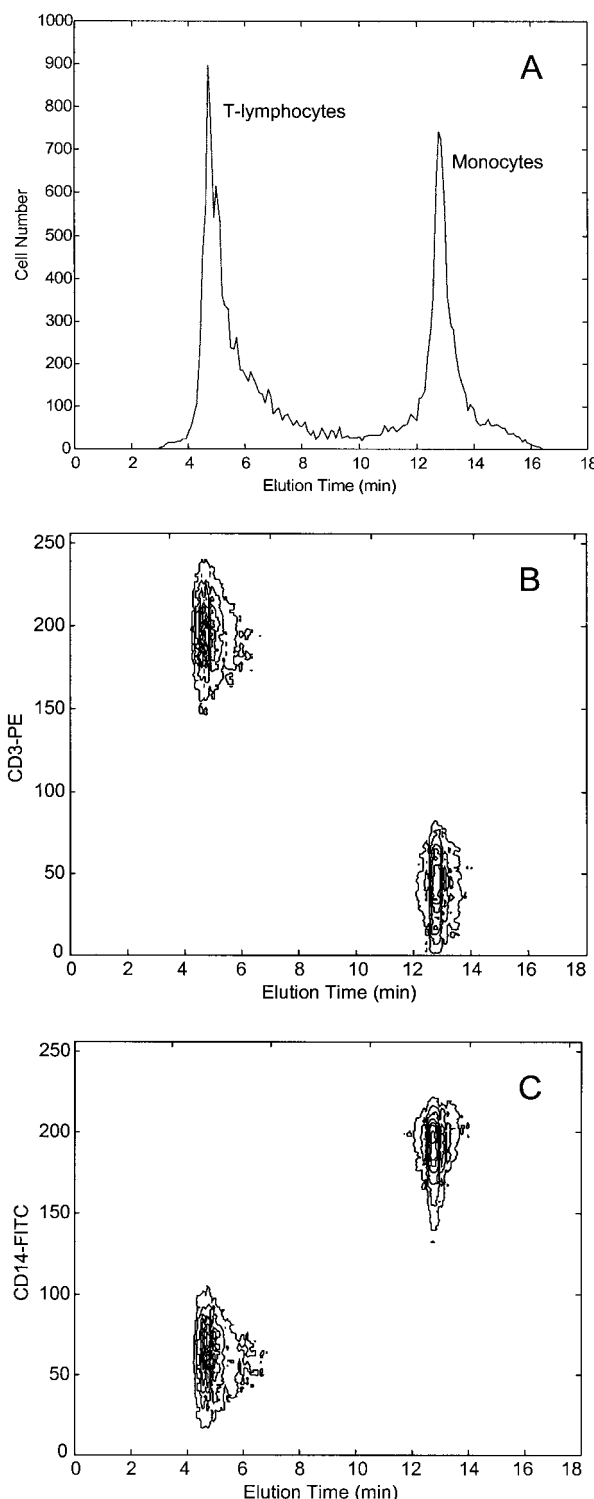 A
1000
900
800
700
600
500
400
300
200
100
0
Cell Number
T-lymphocytes
Monocytes
0 2 4 6 8 10 12 14 16 18
Elution Time (min)
B
250
200
150
100
50
0
CD3-PE
0 2 4 6 8 10 12 14 16 18
Elution Time (min)
C
250
200
150
100
50
0
CD14-FITC
0 2 4 6 8 10 12 14 16 18
Elution Time (min)